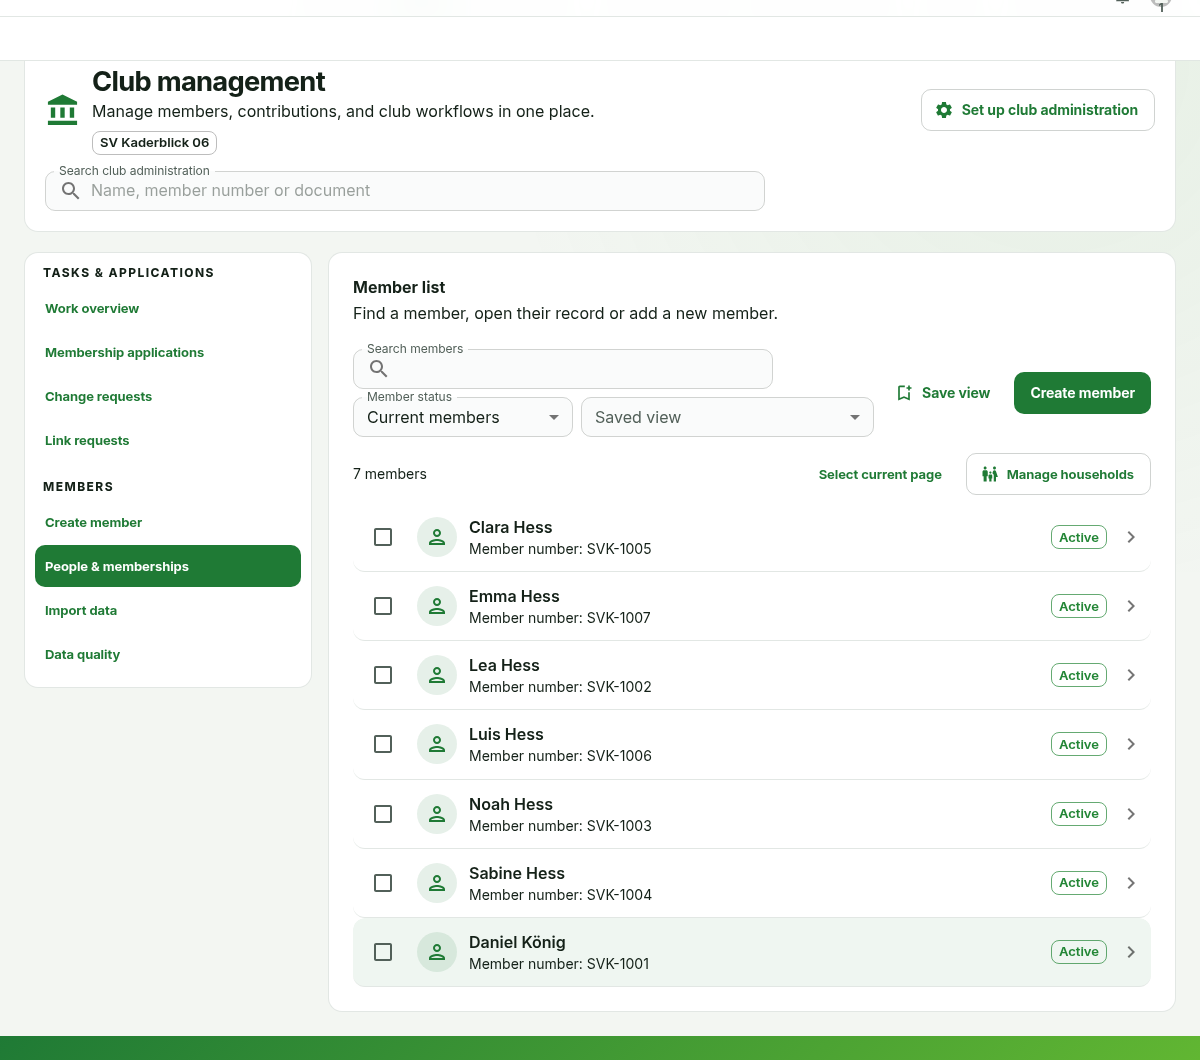 Club management
Manage members, contributions, and club workflows in one place.
SV Kaderblick 06
Set up club administration
Search club administration
Name, member number or document
TASKS & APPLICATIONS
Work overview
Membership applications
Change requests
Link requests
MEMBERS
Create member
People & memberships
Import data
Data quality
Member list
Find a member, open their record or add a new member.
Search members
Member status
Current members
Saved view
Save view
Create member
7 members
Select current page
Manage households
Clara Hess
Member number: SVK-1005
Active
Emma Hess
Member number: SVK-1007
Active
Lea Hess
Member number: SVK-1002
Active
Luis Hess
Member number: SVK-1006
Active
Noah Hess
Member number: SVK-1003
Active
Sabine Hess
Member number: SVK-1004
Active
Daniel König
Member number: SVK-1001
Active